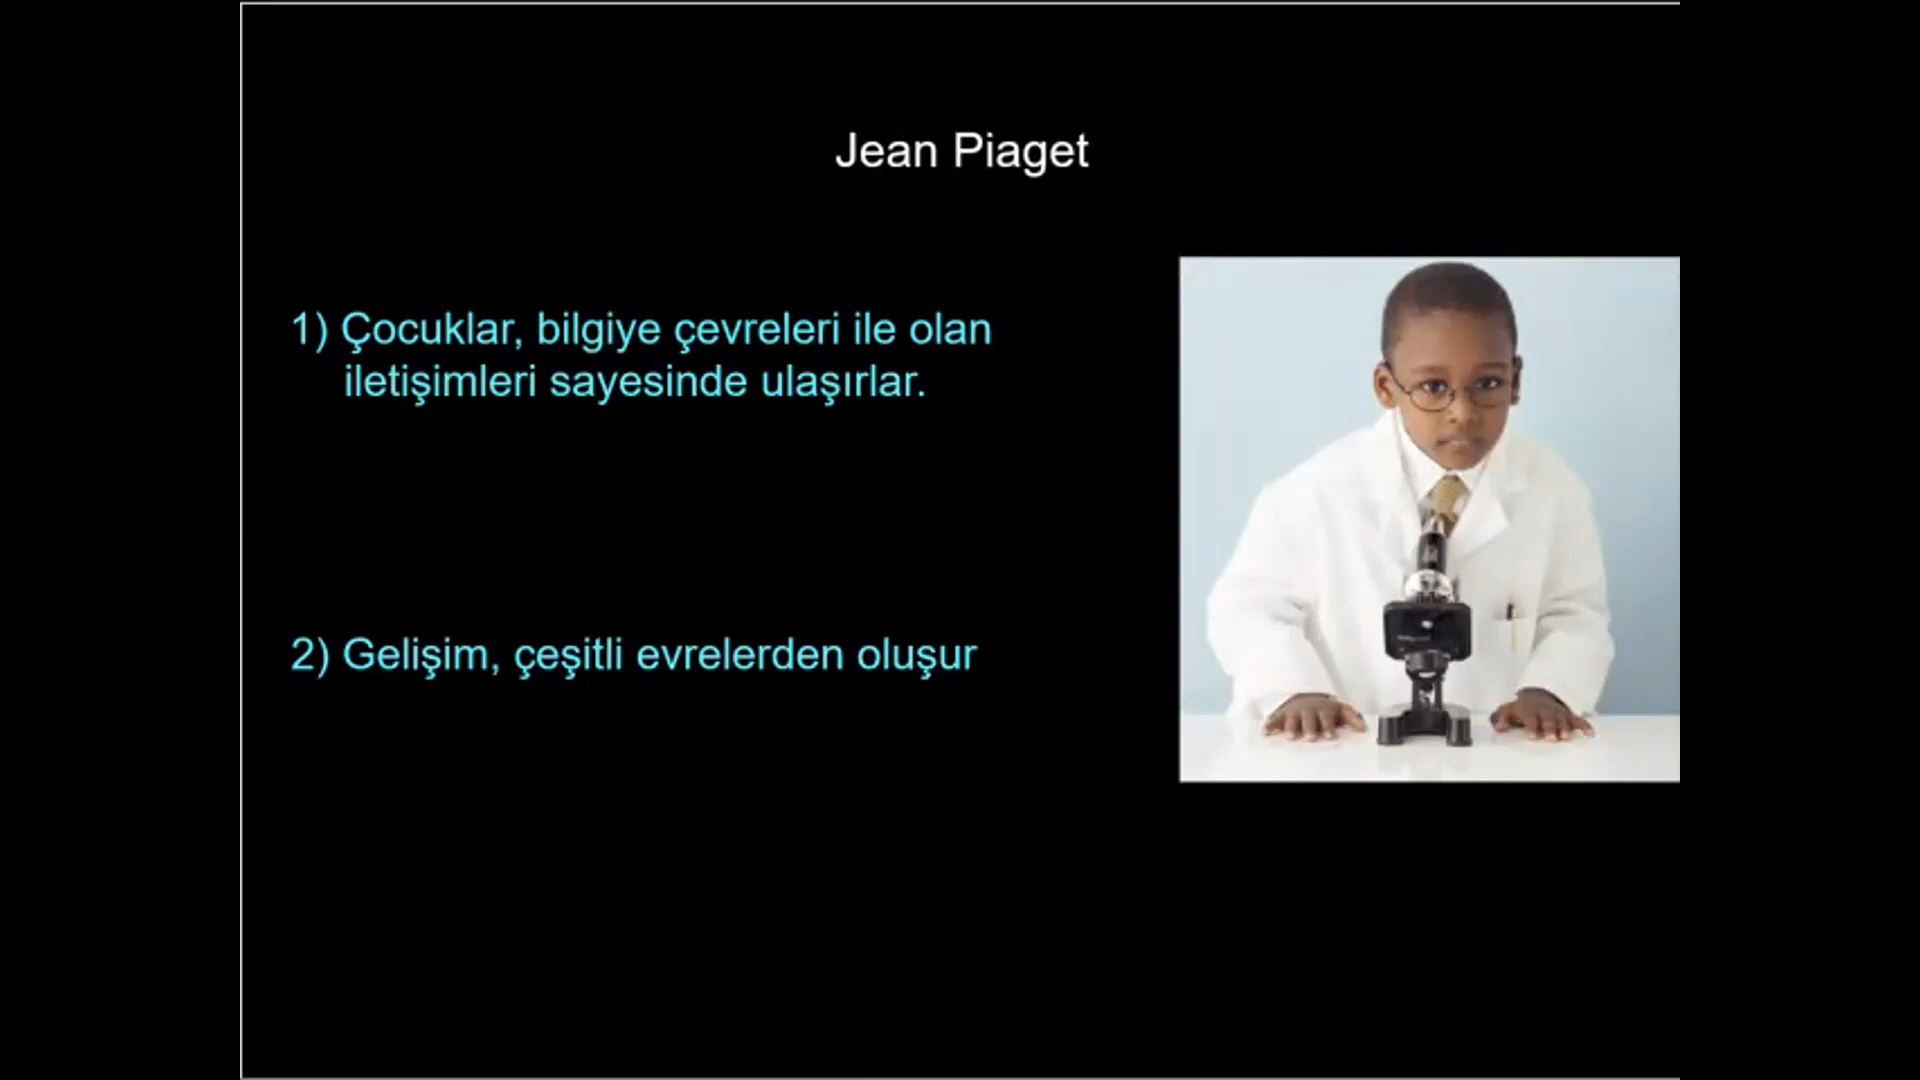 Jean Piaget
1) Çocuklar, bilgiye çevreleri ile olan
iletişimleri sayesinde ulaşırlar.
2) Gelişim, çeşitli evrelerden oluşur